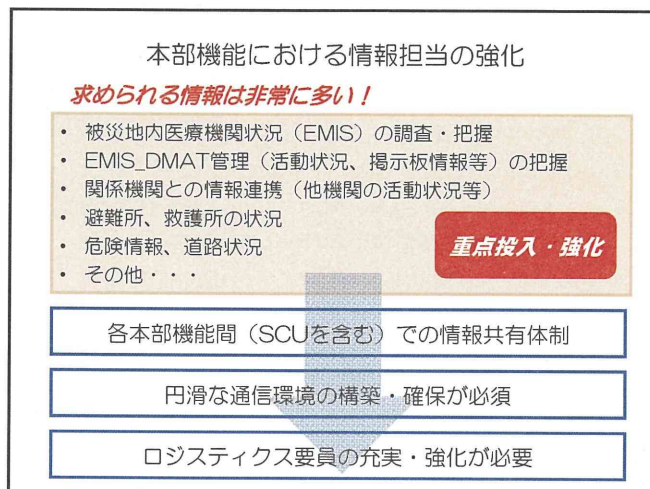 本部機能における情報担当の強化
求められる情報は非常に多い！
• 被災地内医療機関状況（EMIS）の調査・把握
• EMIS_DMAT管理（活動状況、掲示板情報等）の把握
• 関係機関との情報連携（他機関の活動状況等）
• 避難所、救護所の状況
• 危険情報、道路状況
• その他・・・
重点投入・強化
各本部機能間（SCUを含む）での情報共有体制
円滑な通信環境の構築・確保が必須
ロジスティクス要員の充実・強化が必要